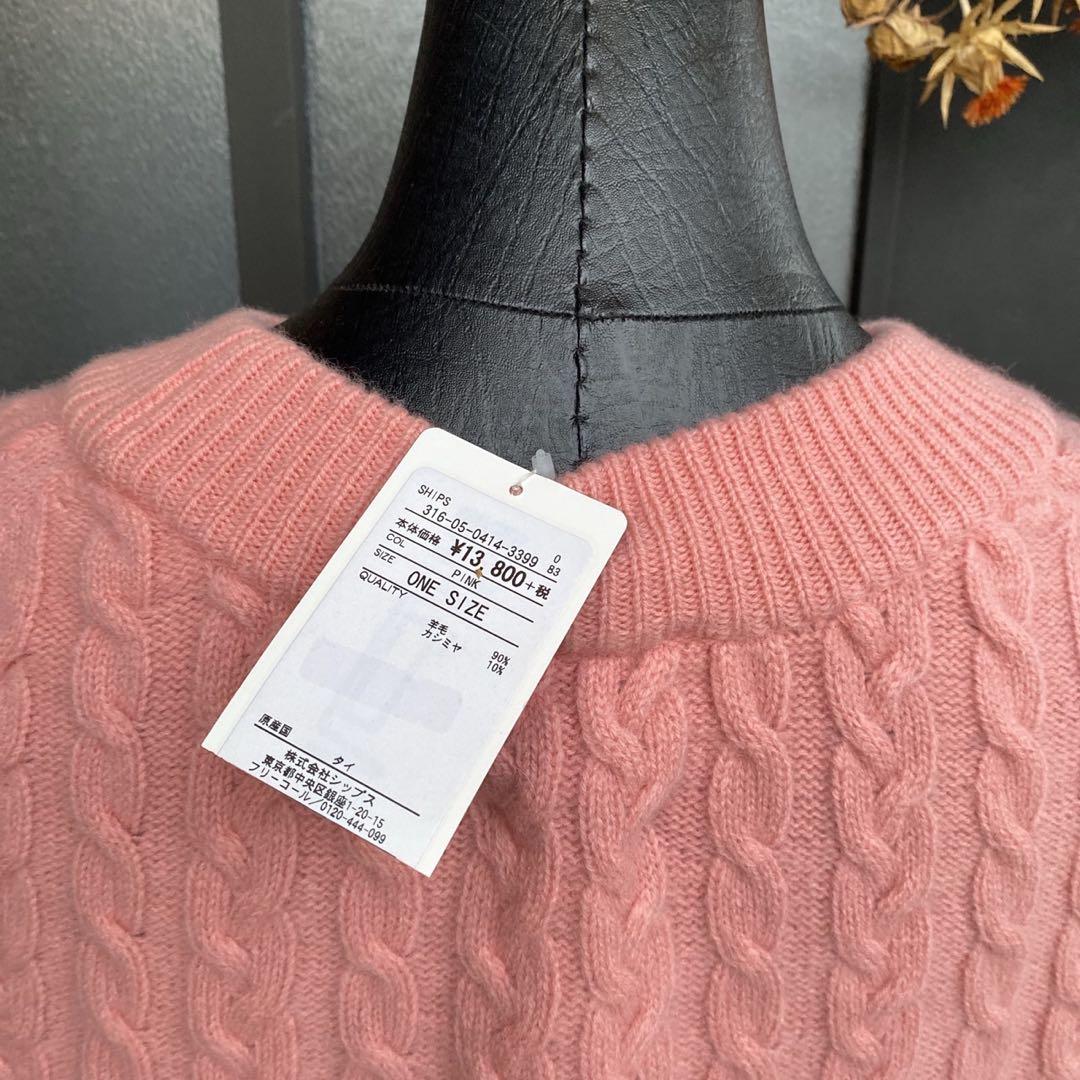 SHIPS
316-05-0414-3399 0
83
本体価格 ¥13,800+税
COL PINK
SIZE ONE SIZE
QUALITY
羊毛 90%
カシミヤ 10%
原産国 タイ
株式会社シップス
東京都中央区銀座1-20-15
フリーコール/0120-444-099